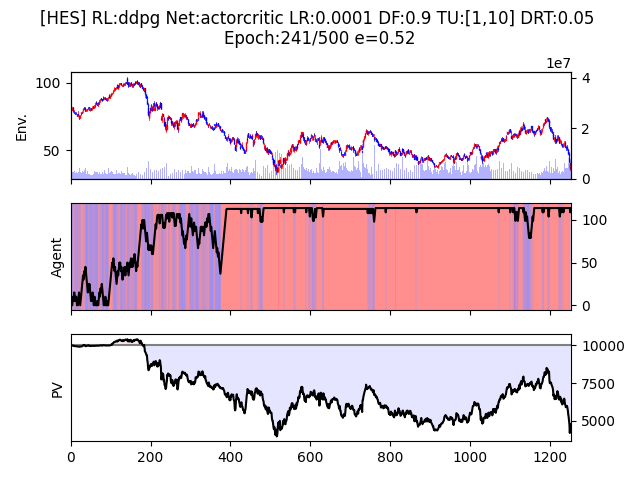 [HES] RL:ddpg Net:actorcritic LR:0.0001 DF:0.9 TU:[1,10] DRT:0.05
Epoch:241/500 e=0.52
1e7
100
50
Env.
4
2
0
Agent
100
50
0
PV
10000
7500
5000
0 200 400 600 800 1000 1200